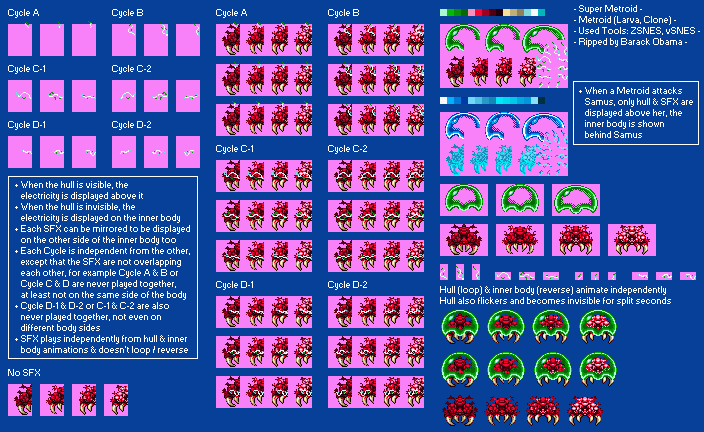 Cycle A
Cycle B
Cycle C-1
Cycle C-2
Cycle D-1
Cycle D-2
+ When the hull is visible, the
electricity is displayed above it
+ When the hull is invisible, the
electricity is displayed on the inner body
+ Each SFX can be mirrored to be displayed
on the other side of the inner body too
+ Each Cycle is independent from the other,
except that the SFX are not overlapping
each other, for example Cycle A & B or
Cycle C & D are never played together,
at least not on the same side of the body
+ Cycle D-1 & D-2 or C-1 & C-2 are also
never played together, not even on
different body sides
+ SFX plays independently from hull & inner
body animations & doesn't loop / reverse
No SFX
Cycle A
Cycle B
Cycle C-1
Cycle C-2
Cycle D-1
Cycle D-2
- Super Metroid -
- Metroid (Larva, Clone) -
- Used Tools: ZSNES, vSNES -
- Ripped by Barack Obama -
+ When a Metroid attacks
Samus, only hull & SFX are
displayed above her, the
inner body is shown
behind Samus
Hull (loop) & inner body (reverse) animate independently
Hull also flickers and becomes invisible for split seconds